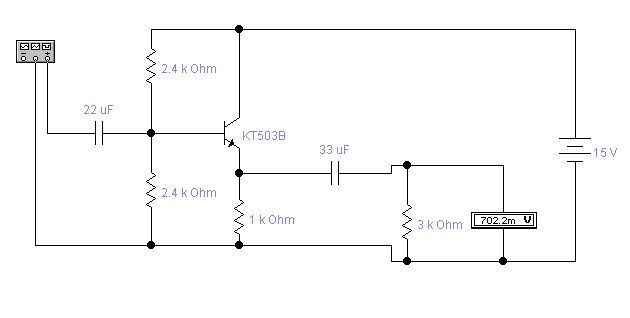 2.4 k Ohm
22 uF
KT503B
33 uF
15 V
2.4 k Ohm
1 k Ohm
3 k Ohm
702.2m V